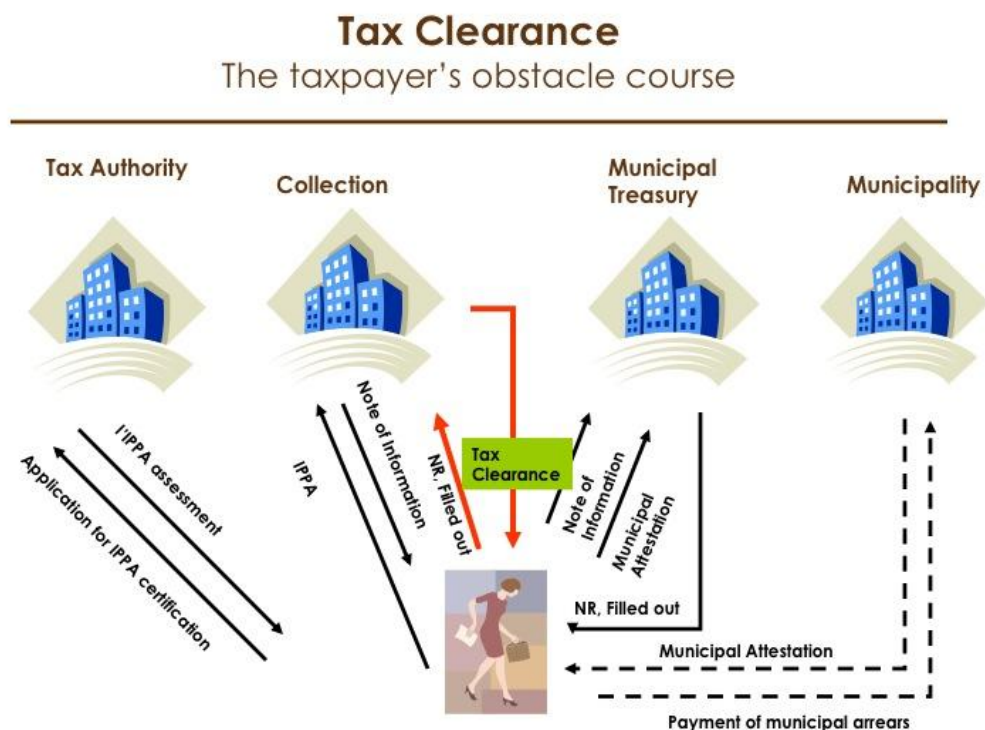 Tax Clearance
The taxpayer's obstacle course
Tax Authority
Collection
Municipal
Treasury
Municipality
l'IPPA assessment
Application for IPPA certification
IPPA
Note of Information
NR, Filled out
Tax
Clearance
Note of
Information
Municipal
Attestation
NR, Filled out
Municipal Attestation
Payment of municipal arrears